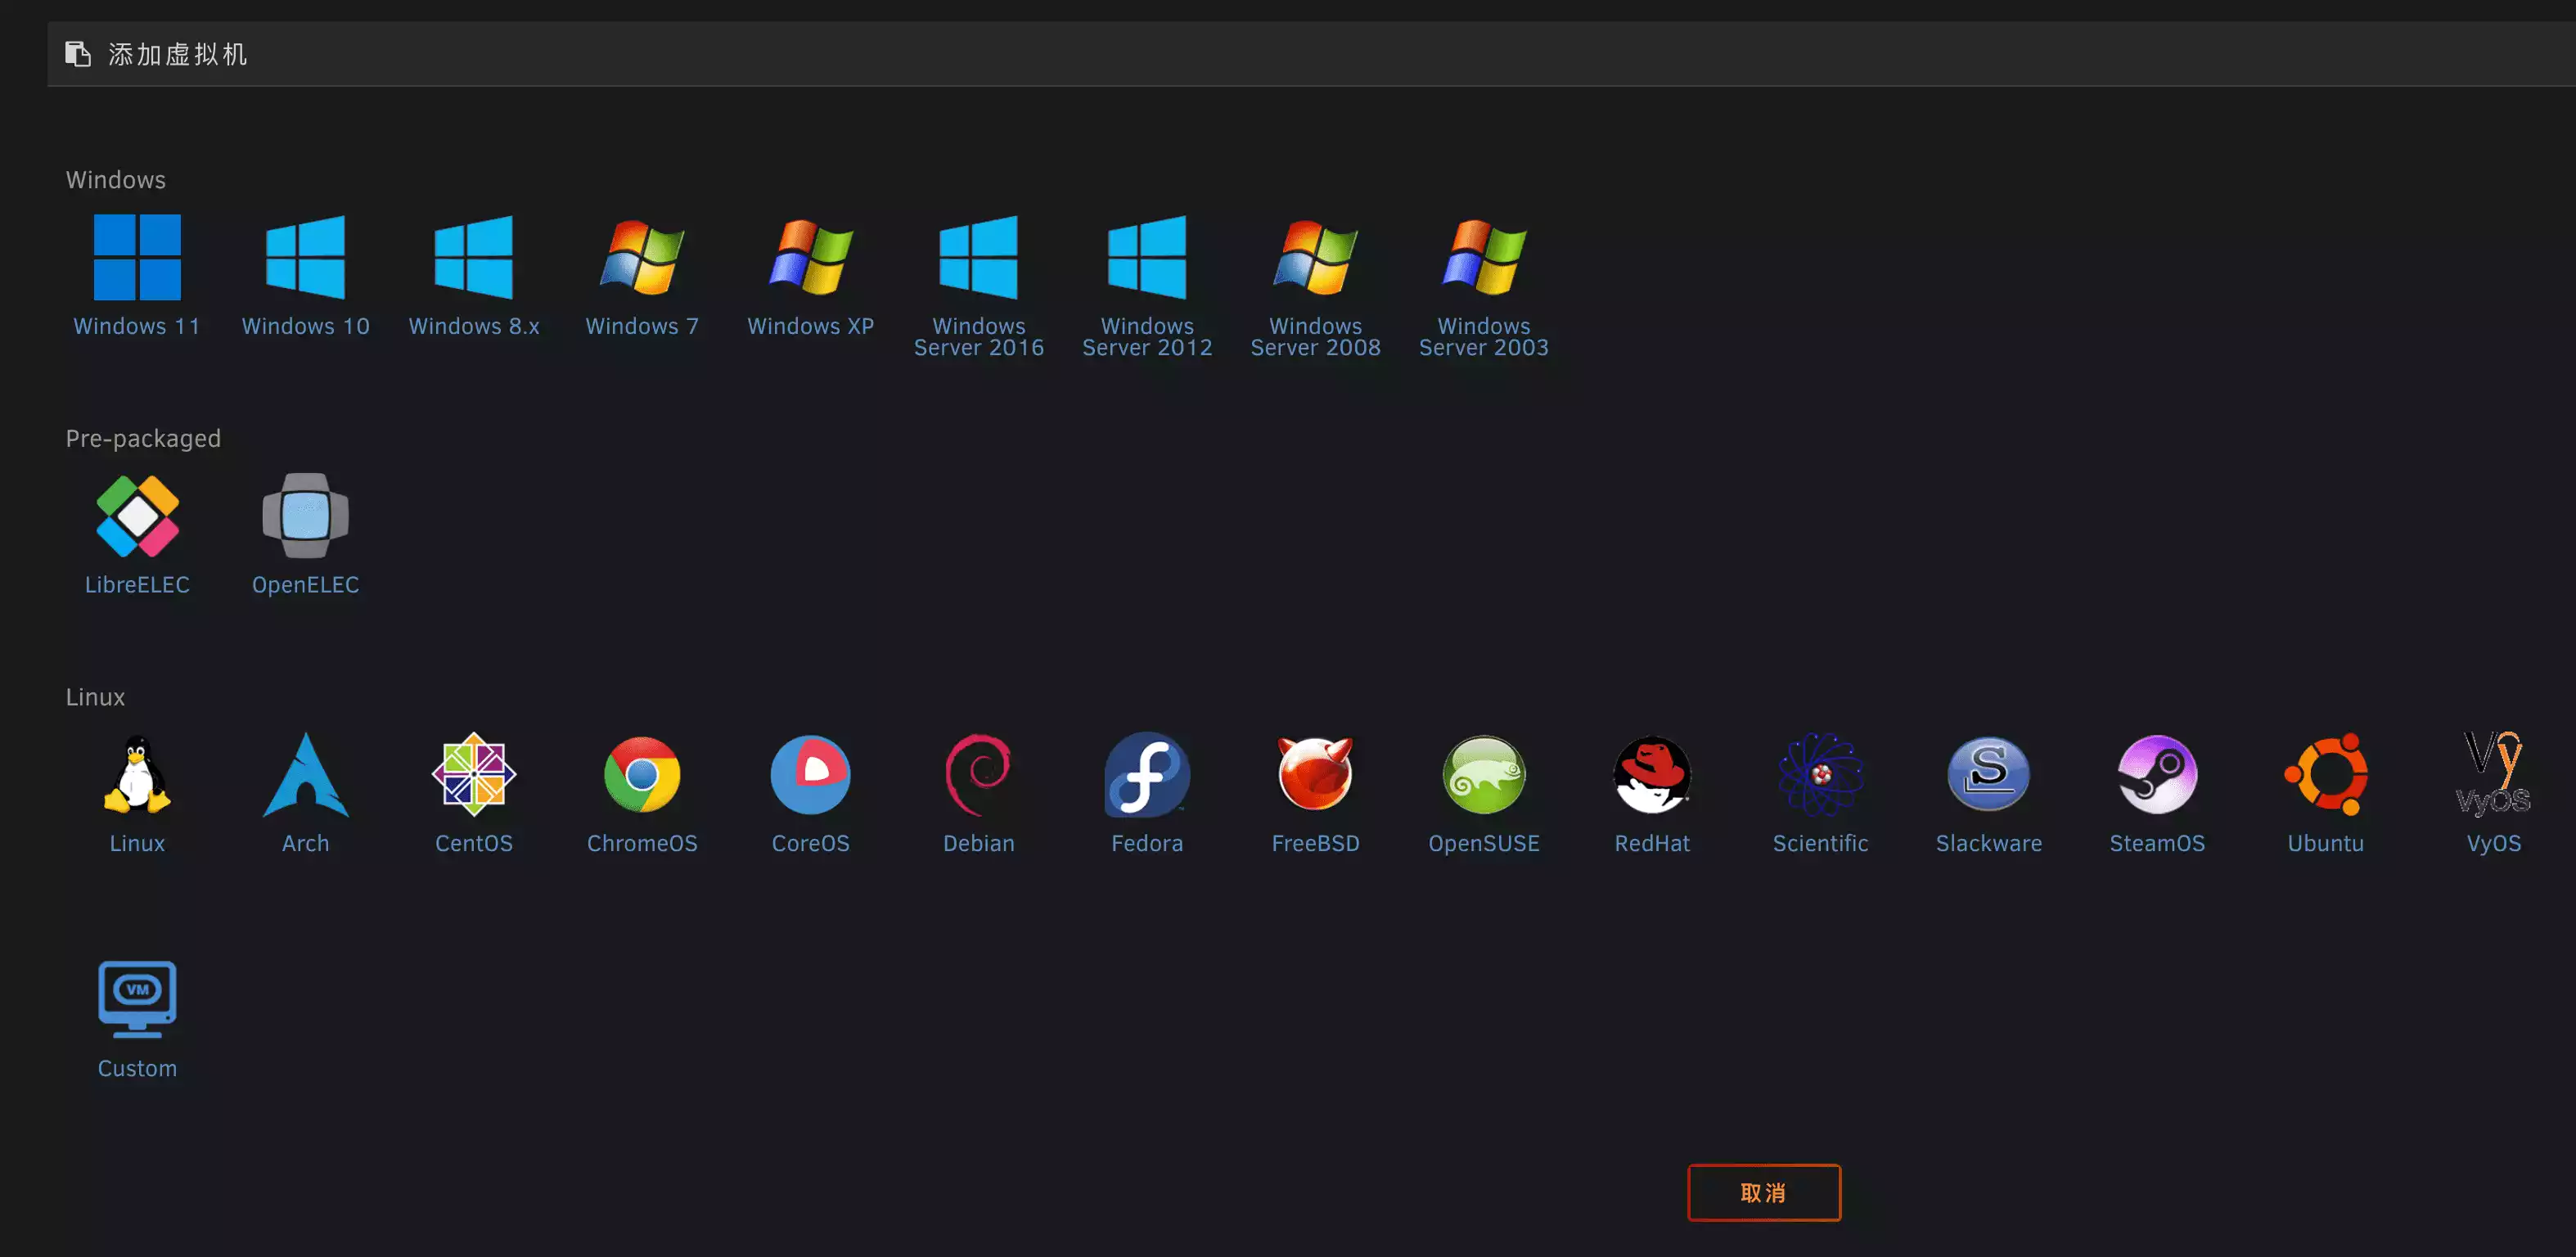 添加虚拟机
Windows
Windows 11
Windows 10
Windows 8.x
Windows 7
Windows XP
Windows
Server 2016
Windows
Server 2012
Windows
Server 2008
Windows
Server 2003
Pre-packaged
LibreELEC
OpenELEC
Linux
Vy
VyOS
Linux
Arch
CentOS
ChromeOS
CoreOS
Debian
Fedora
FreeBSD
OpenSUSE
RedHat
Scientific
Slackware
SteamOS
Ubuntu
VyOS
VM
Custom
取消